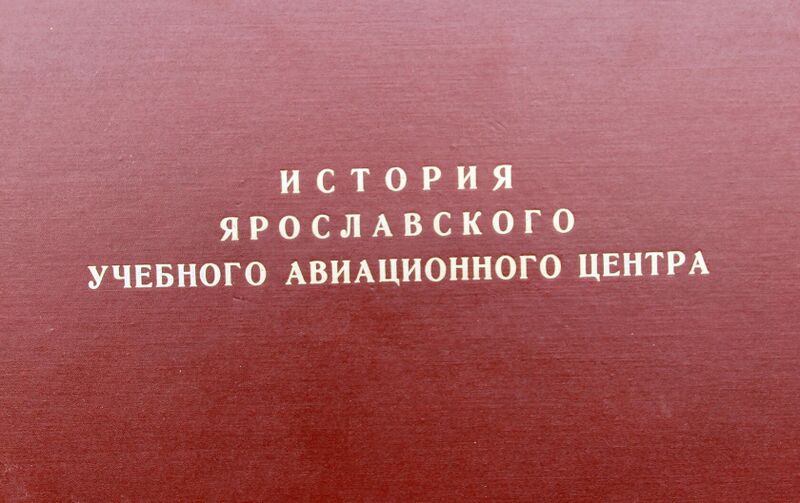 ИСТОРИЯ
ЯРОСЛАВСКОГО
УЧЕБНОГО АВИАЦИОННОГО ЦЕНТРА